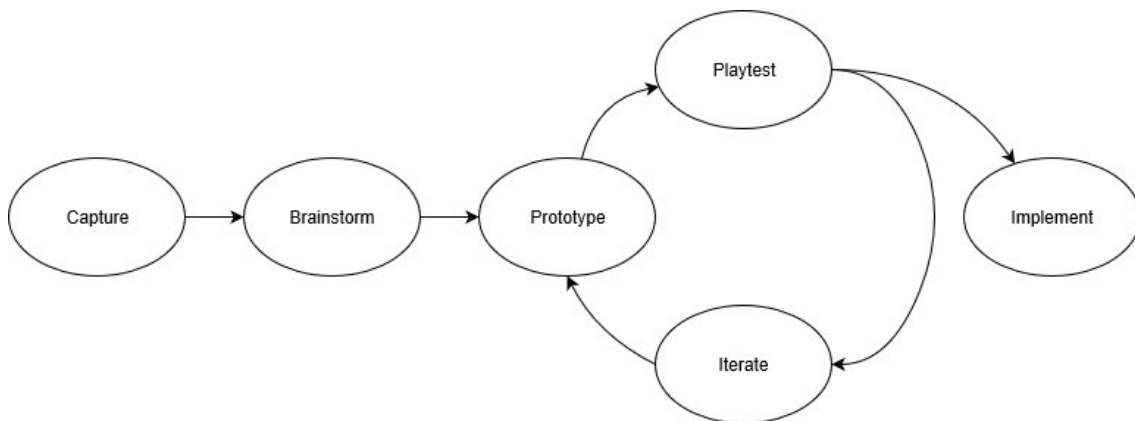 Capture
Brainstorm
Prototype
Playtest
Iterate
Implement